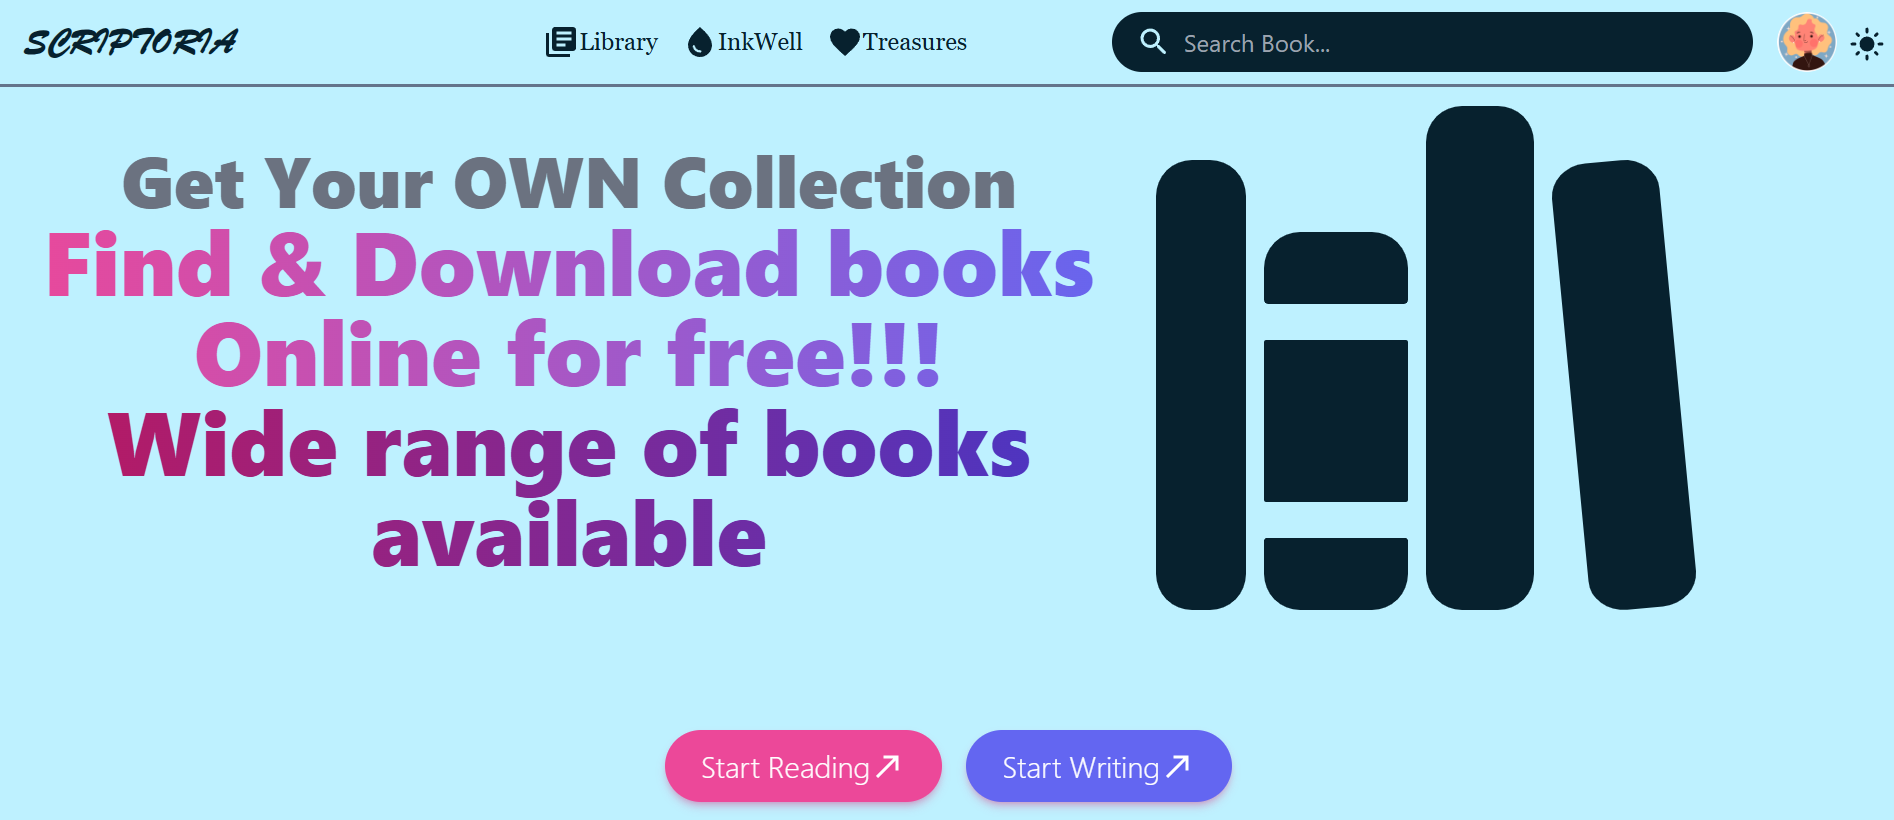 SCRIPTORIA
Library InkWell Treasures
Search Book...
Get Your OWN Collection
Find & Download books
Online for free!!!
Wide range of books
available
Start Reading
Start Writing